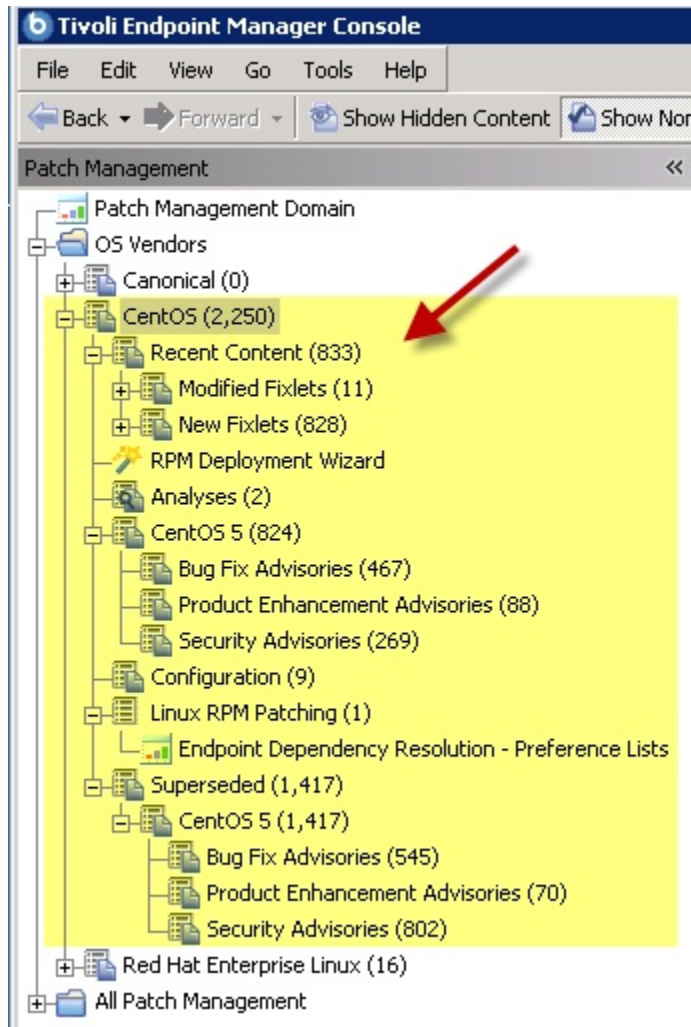 Tivoli Endpoint Manager Console
File Edit View Go Tools Help
Back Forward Show Hidden Content Show Nor
Patch Management «
Patch Management Domain
OS Vendors
Canonical (0)
CentOS (2,250)
Recent Content (833)
Modified Fixlets (11)
New Fixlets (828)
RPM Deployment Wizard
Analyses (2)
CentOS 5 (824)
Bug Fix Advisories (467)
Product Enhancement Advisories (88)
Security Advisories (269)
Configuration (9)
Linux RPM Patching (1)
Endpoint Dependency Resolution - Preference Lists
Superseded (1,417)
CentOS 5 (1,417)
Bug Fix Advisories (545)
Product Enhancement Advisories (70)
Security Advisories (802)
Red Hat Enterprise Linux (16)
All Patch Management